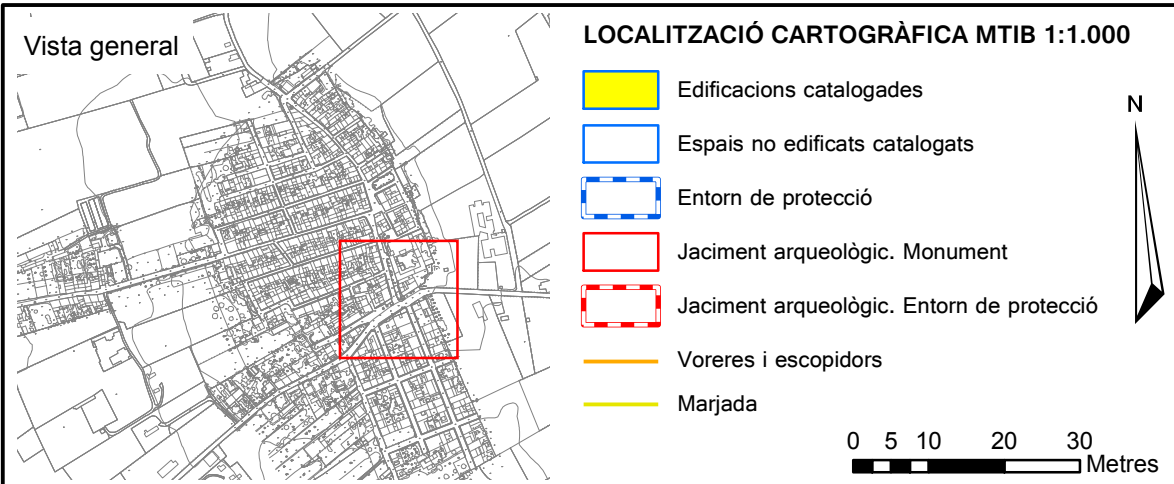 Vista general
LOCALITZACIÓ CARTOGRÀFICA MTIB 1:1.000
Edificacions catalogades
Espais no edificats catalogats
Entorn de protecció
Jaciment arqueològic. Monument
Jaciment arqueològic. Entorn de protecció
Voreres i escopidors
Marjada
N
0 5 10 20 30
Metres